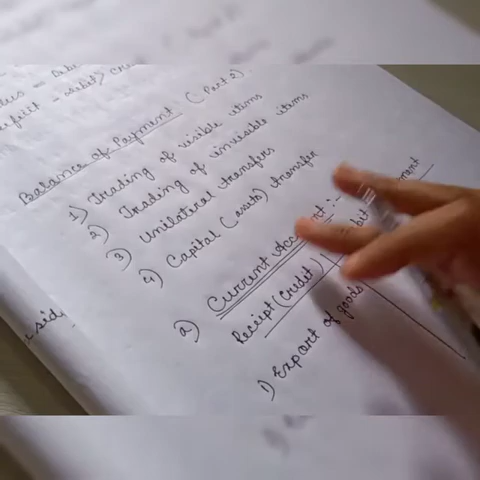 Balance of Payment (Part 2)
1) Trading of visible items
2) Trading of invisible items
3) Unilateral transfers
4) Capital (assets) transfer
a) Current Account :-
Reciept (Credit)
1) Export of goods